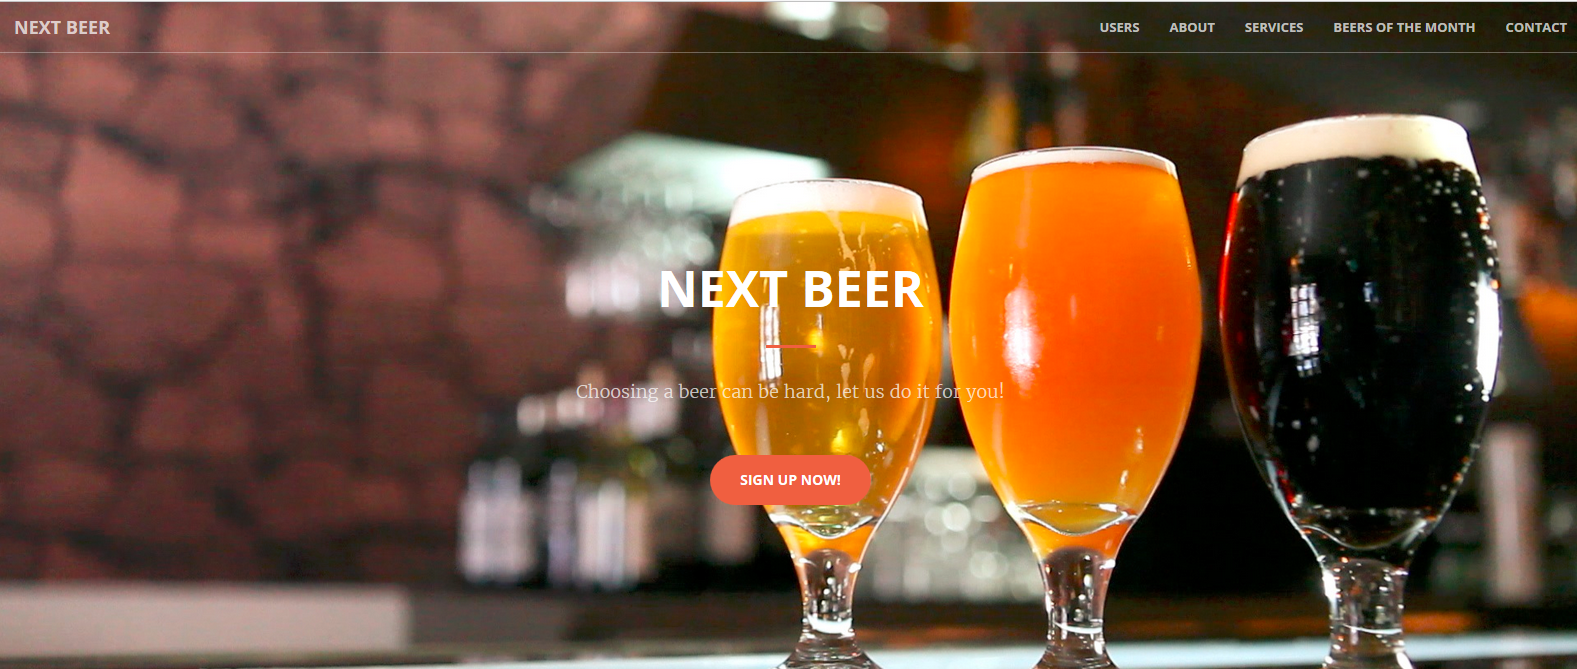 NEXT BEER
USERS ABOUT SERVICES BEERS OF THE MONTH CONTACT
NEXT BEER
Choosing a beer can be hard, let us do it for you!
SIGN UP NOW!